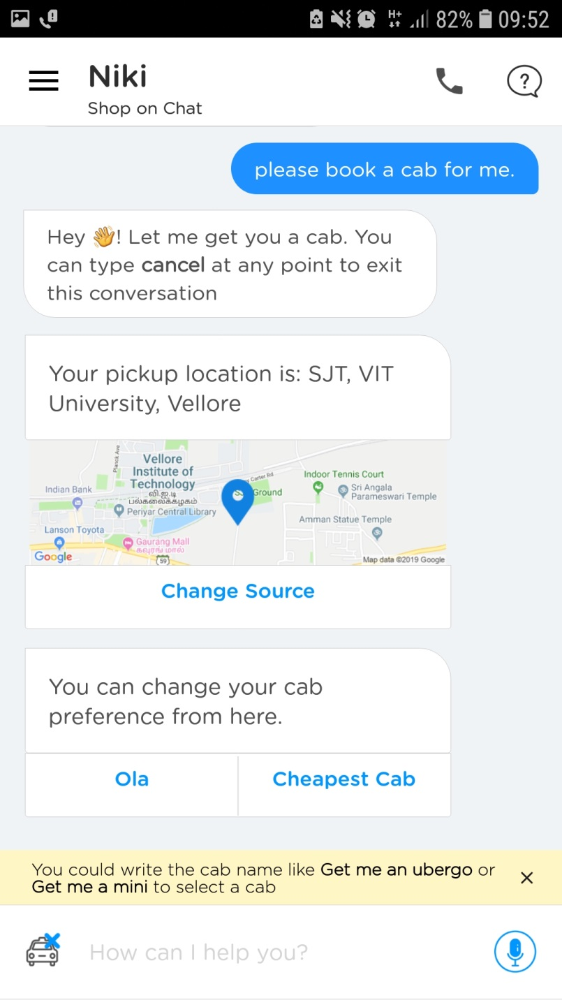 H+ 82% 09:52
Niki
Shop on Chat
?
please book a cab for me.
Hey 👋! Let me get you a cab. You
can type cancel at any point to exit
this conversation
Your pickup location is: SJT, VIT
University, Vellore
Planck Ave
Vellore
Institute of
Technology
வி.ஐ.டி
பல்கலைக்கழகம்
Periyar Central Library
Indian Bank
Lanson Toyota
Gaurang Mall
கவுரங் மால்
Google
59
Carter Rd
Ground
Indoor Tennis Court
Sri Angala
Parameswari Temple
Amman Statue Temple
Map data ©2019 Google
Change Source
You can change your cab
preference from here.
Ola
Cheapest Cab
You could write the cab name like Get me an ubergo or
Get me a mini to select a cab
How can I help you?